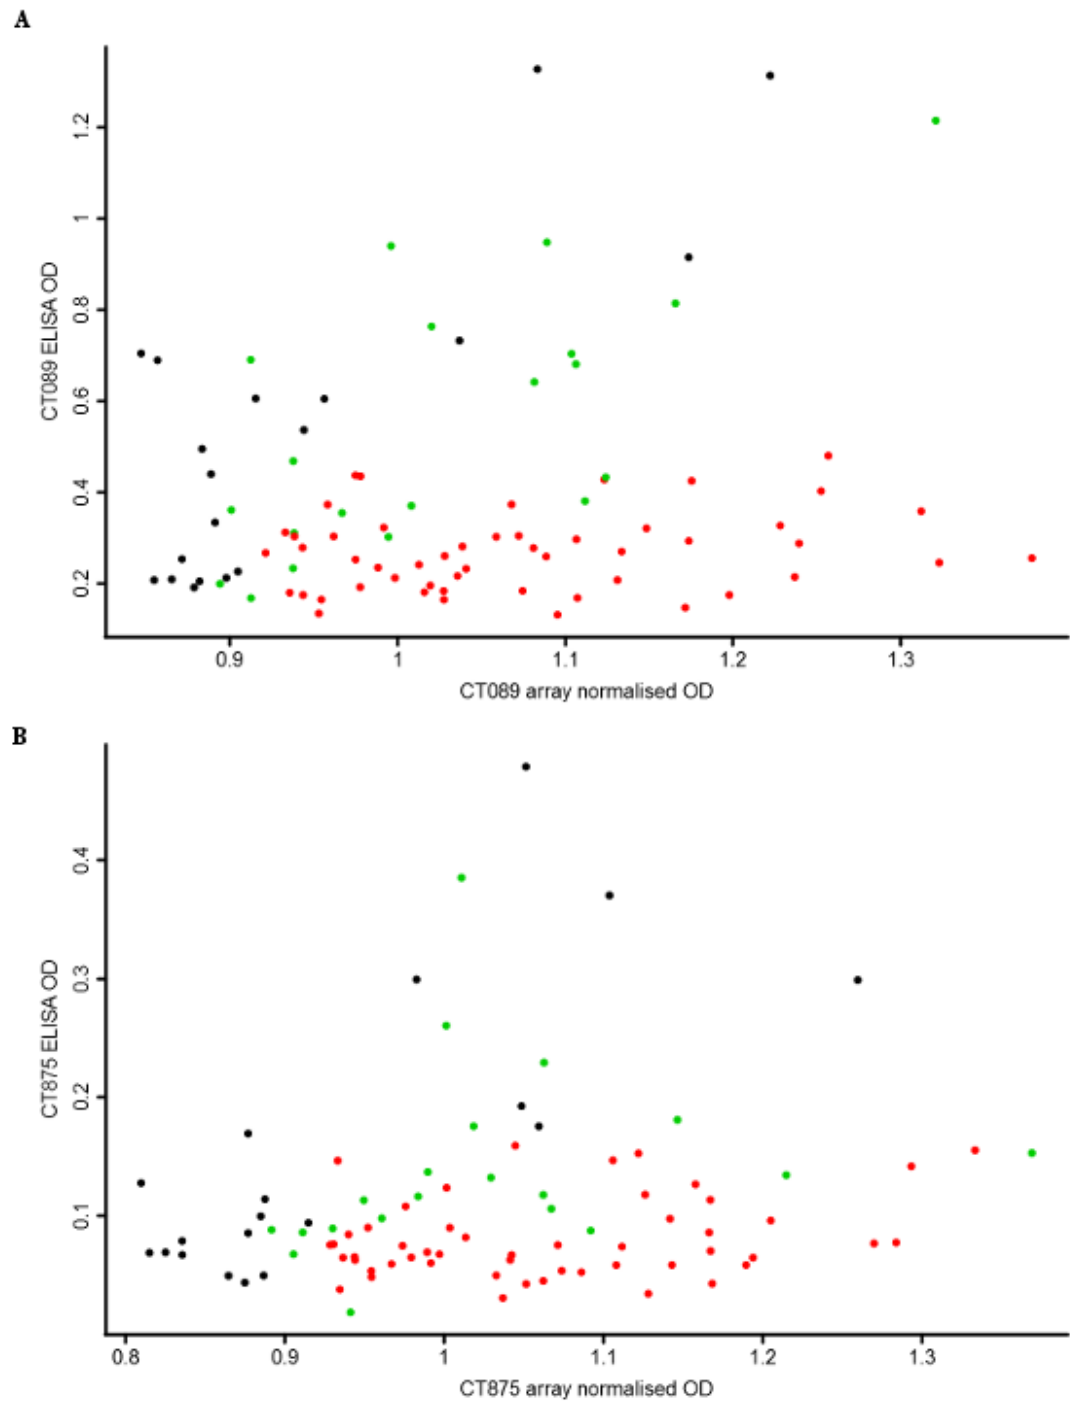 A
1.2
1
0.8
0.6
0.4
0.2
CT089 ELISA OD
0.9 1 1.1 1.2 1.3
CT089 array normalised OD
B
0.4
0.3
0.2
0.1
CT875 ELISA OD
0.8 0.9 1 1.1 1.2 1.3
CT875 array normalised OD